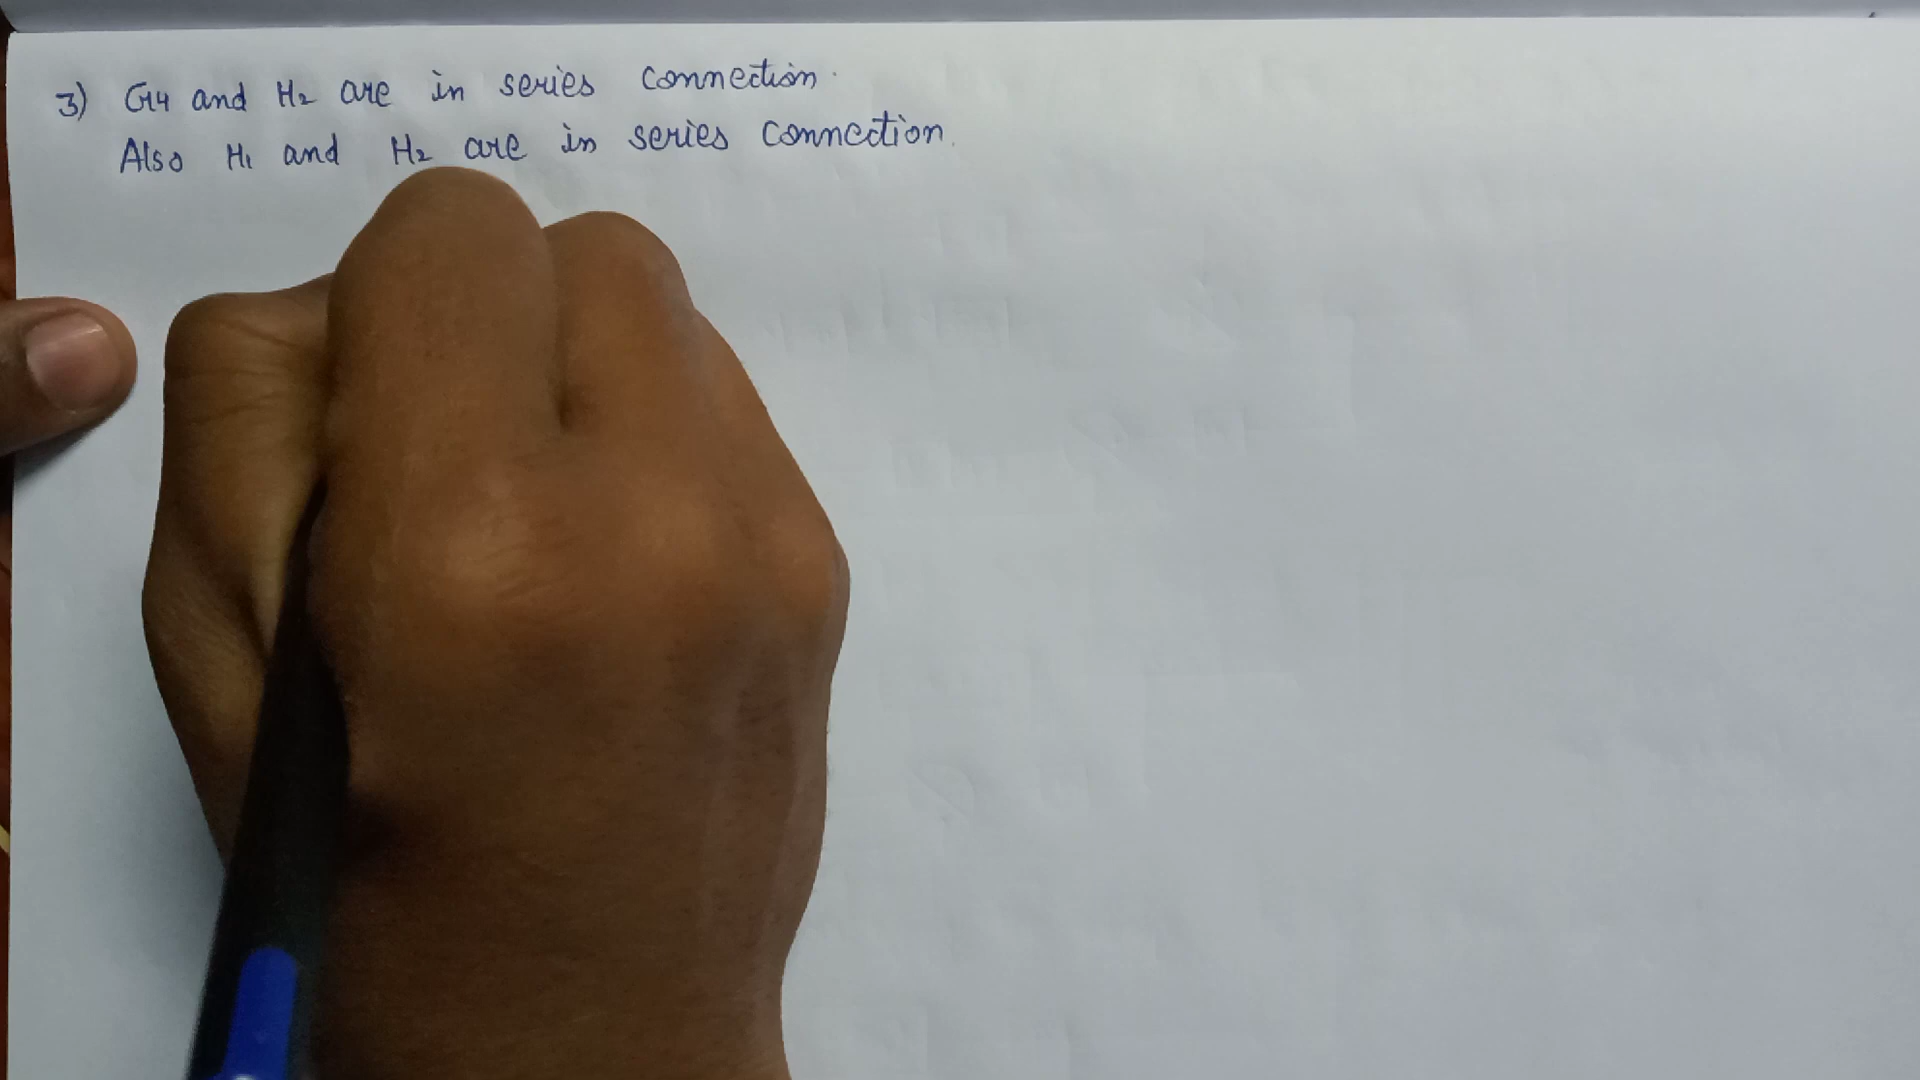 3) G4 and H2 are in series connection.
Also H1 and H2 are in series connection.